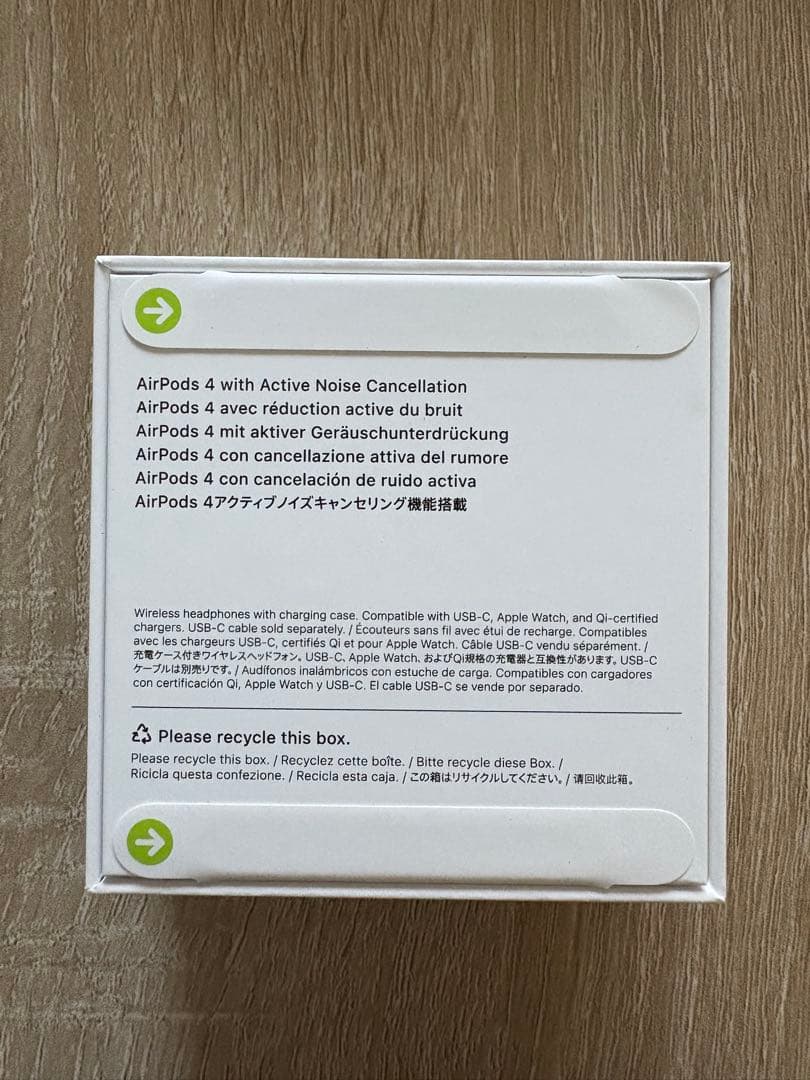 AirPods 4 with Active Noise Cancellation
AirPods 4 avec réduction active du bruit
AirPods 4 mit aktiver Geräuschunterdrückung
AirPods 4 con cancellazione attiva del rumore
AirPods 4 con cancelación de ruido activa
AirPods 4アクティブノイズキャンセリング機能搭載
Wireless headphones with charging case. Compatible with USB-C, Apple Watch, and Qi-certified
chargers. USB-C cable sold separately. / Écouteurs sans fil avec étui de recharge. Compatibles
avec les chargeurs USB-C, certifiés Qi et pour Apple Watch. Câble USB-C vendu séparément. /
充電ケース付きワイヤレスヘッドフォン。USB-C、Apple Watch、およびQi規格の充電器と互換性があります。USB-C
ケーブルは別売りです。/ Audífonos inalámbricos con estuche de carga. Compatibles con cargadores
con certificación Qi, Apple Watch y USB-C. El cable USB-C se vende por separado.
Please recycle this box.
Please recycle this box. / Recyclez cette boîte. / Bitte recycle diese Box. /
Ricicla questa confezione. / Recicla esta caja. / この箱はリサイクルしてください。/ 请回收此箱。